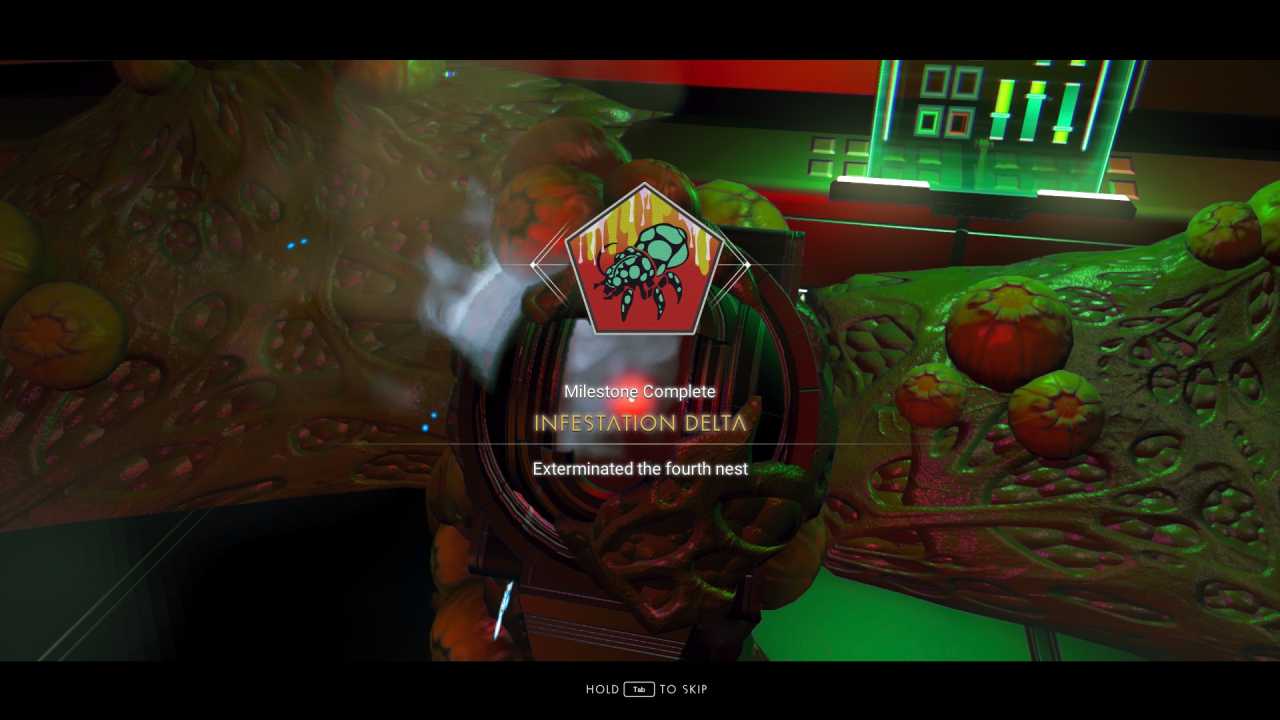 Milestone Complete
INFESTATION DELTA
Exterminated the fourth nest
HOLD Tab TO SKIP